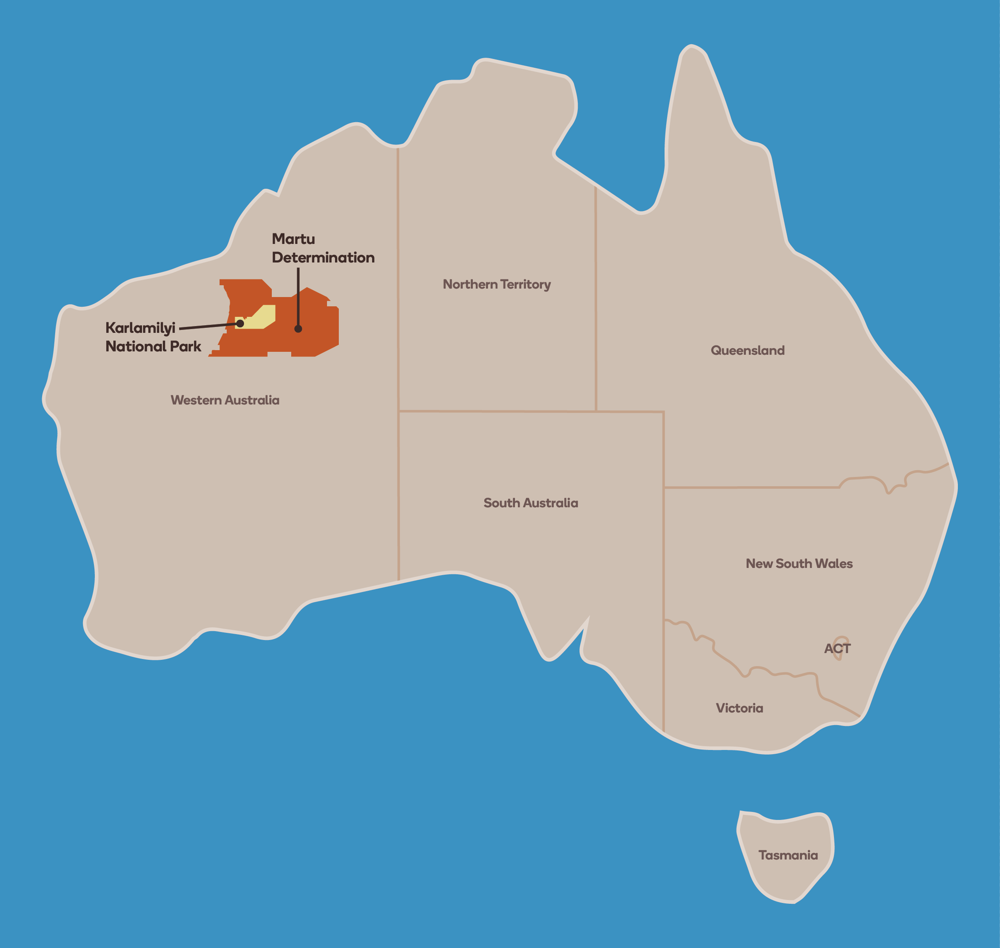 Martu
Determination
Northern Territory
Karlamilyi
National Park
Queensland
Western Australia
South Australia
New South Wales
ACT
Victoria
Tasmania